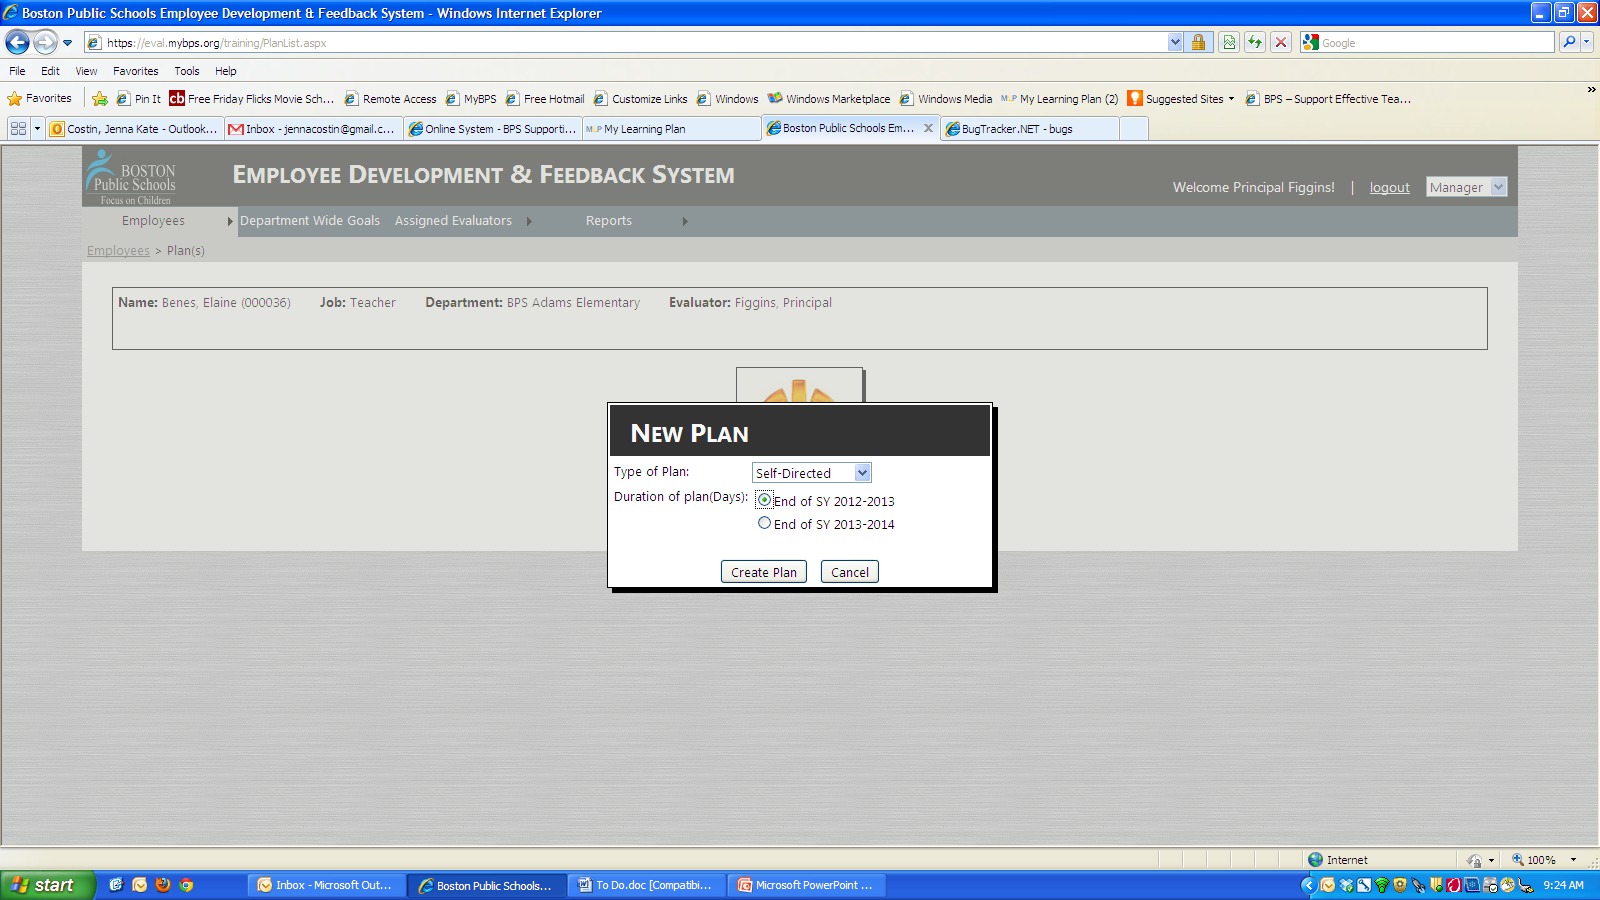 Boston Public Schools Employee Development & Feedback System - Windows Internet Explorer
https://eval.mybps.org/training/PlanList.aspx
Google
File Edit View Favorites Tools Help
Favorites Pin It cb Free Friday Flicks Movie Sch... Remote Access MyBPS Free Hotmail Customize Links Windows Windows Marketplace Windows Media M_P My Learning Plan (2) Suggested Sites BPS – Support Effective Tea...
Costin, Jenna Kate - Outlook... Inbox - jennacostin@gmail.c... Online System - BPS Supporti... M_P My Learning Plan Boston Public Schools Em... BugTracker.NET - bugs
BOSTON
Public Schools
Focus on Children
Employee Development & Feedback System
Welcome Principal Figgins! | logout Manager
Employees Department Wide Goals Assigned Evaluators Reports
Employees > Plan(s)
Name: Benes, Elaine (000036) Job: Teacher Department: BPS Adams Elementary Evaluator: Figgins, Principal
New Plan
Type of Plan: Self-Directed
Duration of plan(Days): End of SY 2012-2013
End of SY 2013-2014
Create Plan Cancel
Internet 100%
start Inbox - Microsoft Out... Boston Public Schools... To Do.doc [Compatibi... Microsoft PowerPoint ... 9:24 AM